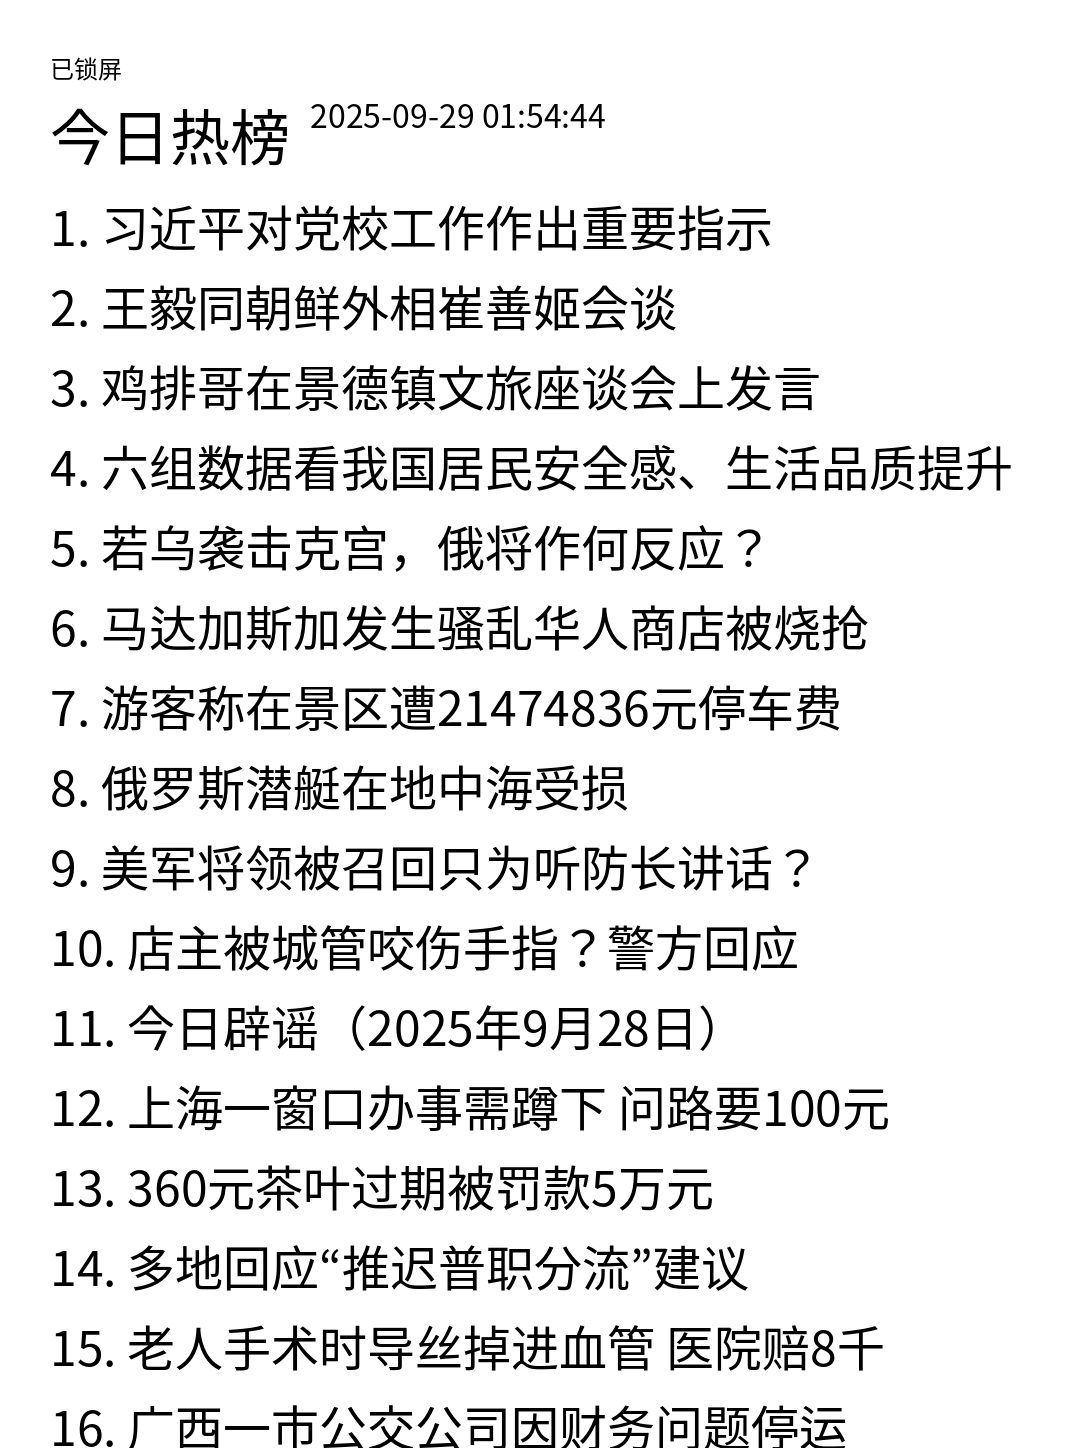 已锁屏
今日热榜 2025-09-29 01:54:44
1. 习近平对党校工作作出重要指示
2. 王毅同朝鲜外相崔善姬会谈
3. 鸡排哥在景德镇文旅座谈会上发言
4. 六组数据看我国居民安全感、生活品质提升
5. 若乌袭击克宫，俄将作何反应？
6. 马达加斯加发生骚乱华人商店被烧抢
7. 游客称在景区遭21474836元停车费
8. 俄罗斯潜艇在地中海受损
9. 美军将领被召回只为听防长讲话？
10. 店主被城管咬伤手指？警方回应
11. 今日辟谣（2025年9月28日）
12. 上海一窗口办事需蹲下 问路要100元
13. 360元茶叶过期被罚款5万元
14. 多地回应“推迟普职分流”建议
15. 老人手术时导丝掉进血管 医院赔8千
16. 广西一市公交公司因财务问题停运